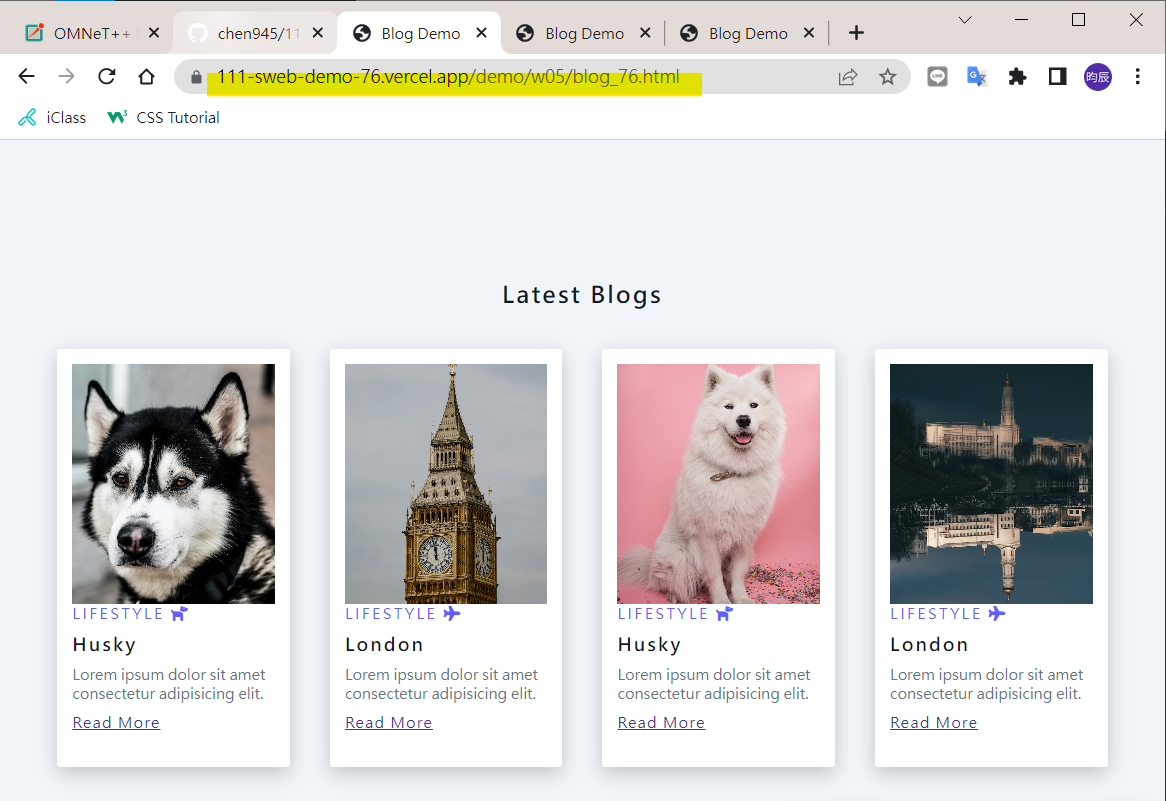 OMNeT++
chen945/11
Blog Demo
Blog Demo
Blog Demo
111-sweb-demo-76.vercel.app/demo/w05/blog_76.html
昀辰
iClass
CSS Tutorial
Latest Blogs
LIFESTYLE
Husky
Lorem ipsum dolor sit amet
consectetur adipisicing elit.
Read More
LIFESTYLE
London
Lorem ipsum dolor sit amet
consectetur adipisicing elit.
Read More
LIFESTYLE
Husky
Lorem ipsum dolor sit amet
consectetur adipisicing elit.
Read More
LIFESTYLE
London
Lorem ipsum dolor sit amet
consectetur adipisicing elit.
Read More